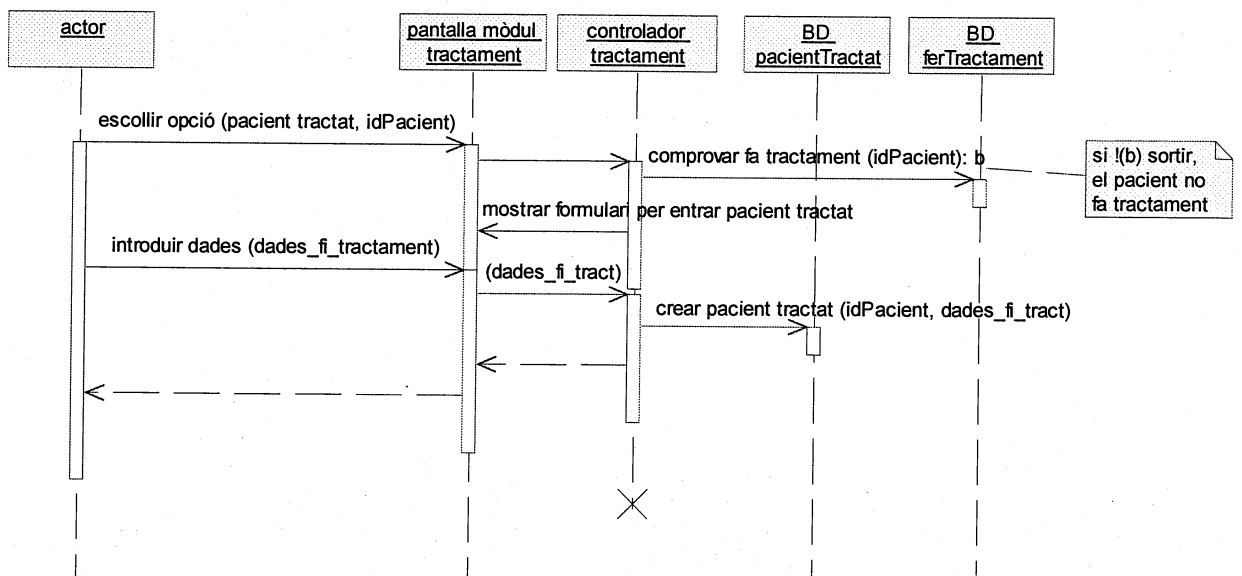 actor
pantalla mòdul
tractament
controlador
tractament
BD
pacientTractat
BD
ferTractament
escollir opció (pacient tractat, idPacient)
comprovar fa tractament (idPacient): b
si !(b) sortir,
el pacient no
fa tractament
mostrar formulari per entrar pacient tractat
introduir dades (dades_fi_tractament)
(dades_fi_tract)
crear pacient tractat (idPacient, dades_fi_tract)